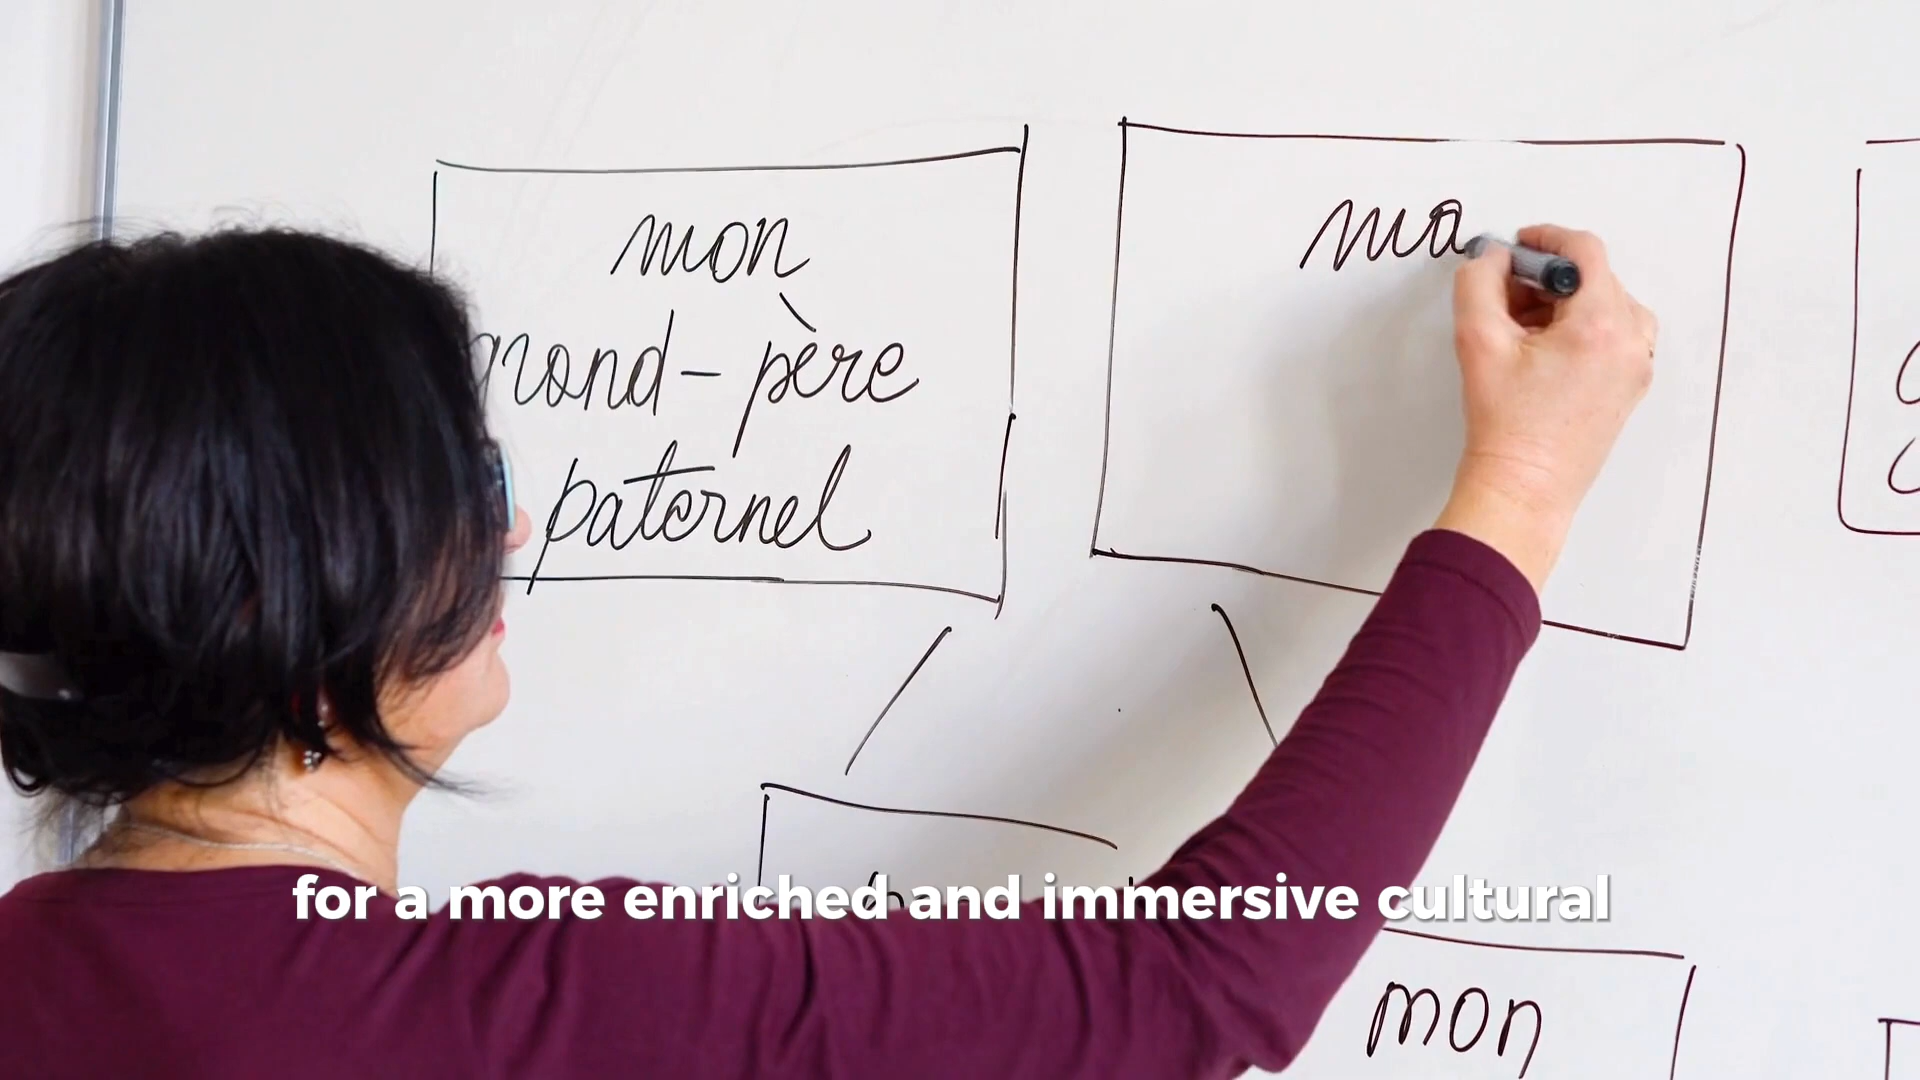 mon
grand-père
paternel
ma
for a more enriched and immersive cultural
mon